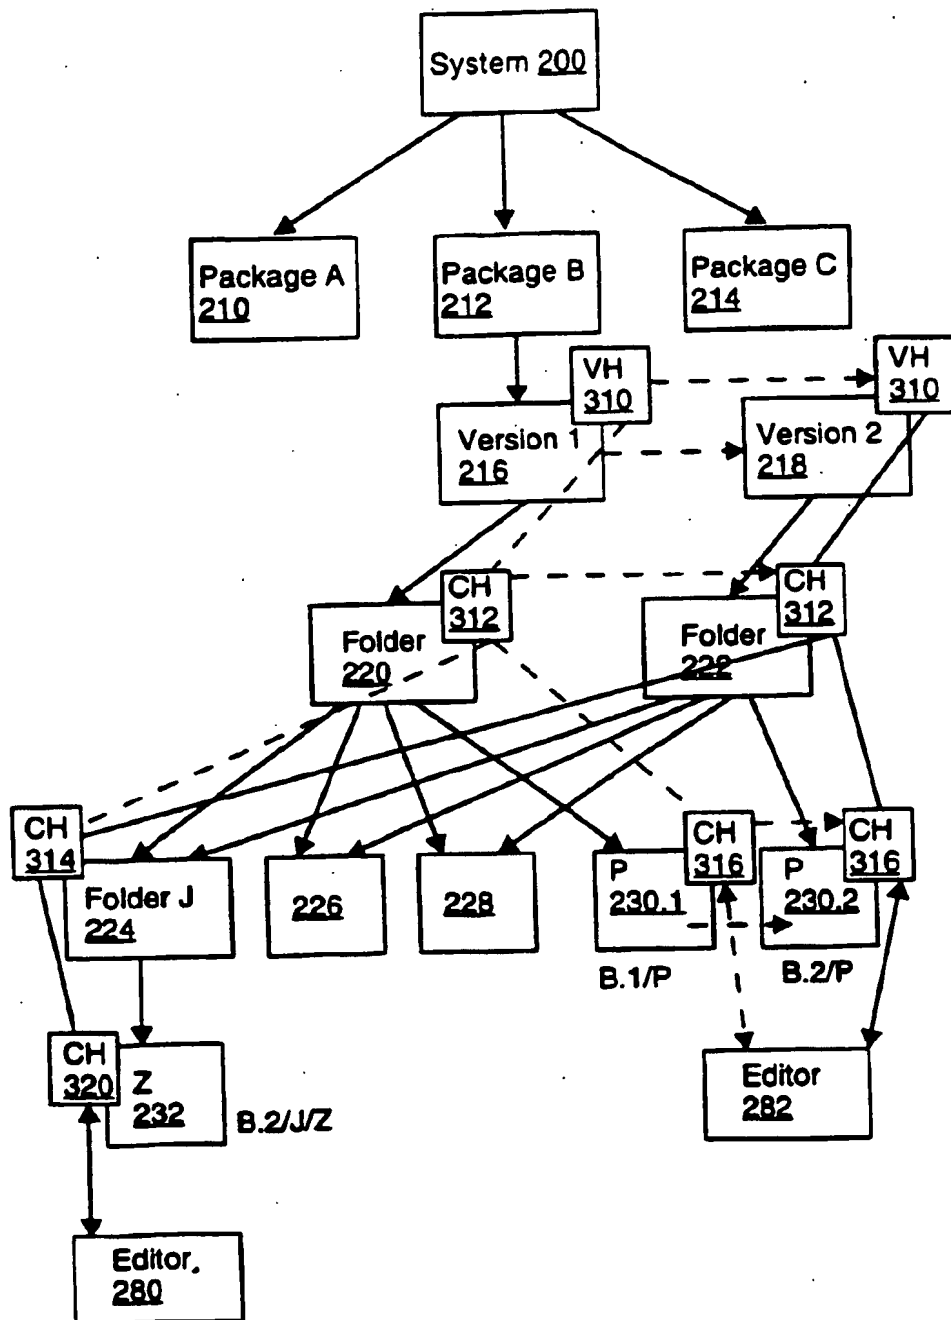 System 200
Package A
210
Package B
212
Package C
214
VH
310
VH
310
Version 1
216
Version 2
218
CH
312
CH
312
Folder
220
Folder
222
CH
314
CH
316
CH
316
Folder J
224
226
228
P
230.1
P
230.2
B.1/P
B.2/P
CH
320
Z
232
B.2/J/Z
Editor
282
Editor
280